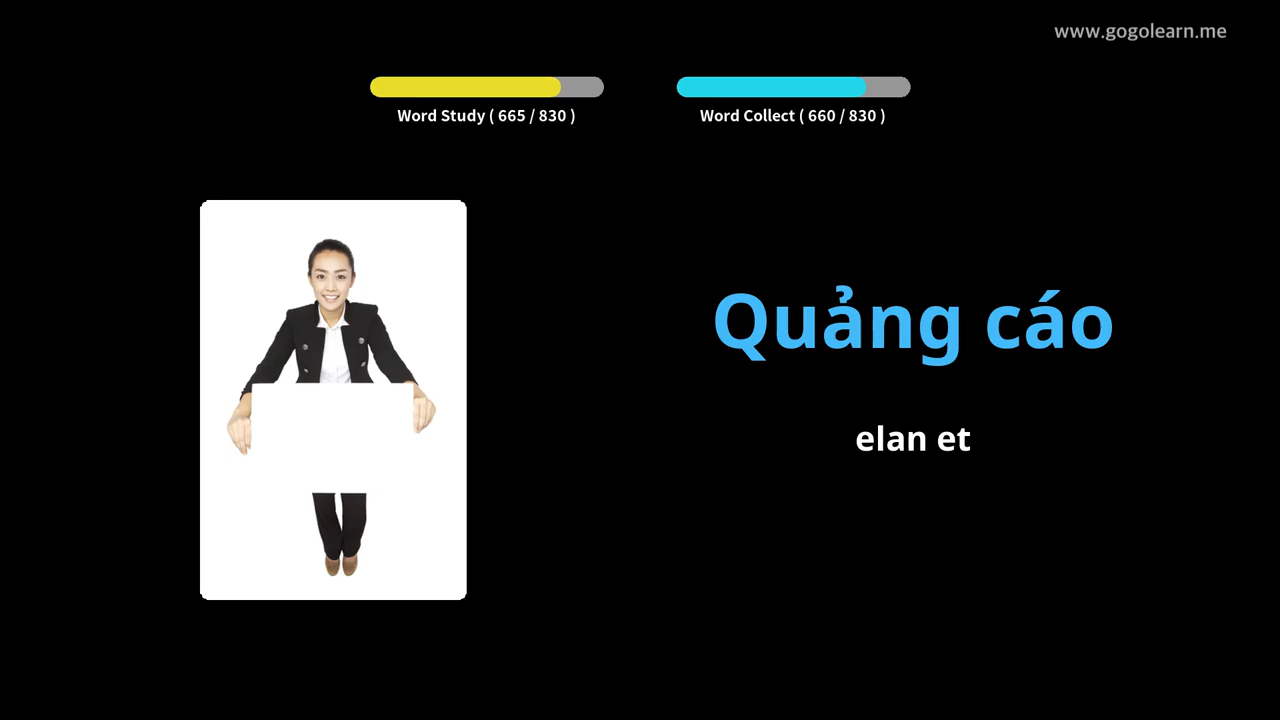 www.gogolearn.me
Word Study ( 665 / 830 )
Word Collect ( 660 / 830 )
Quảng cáo
elan et